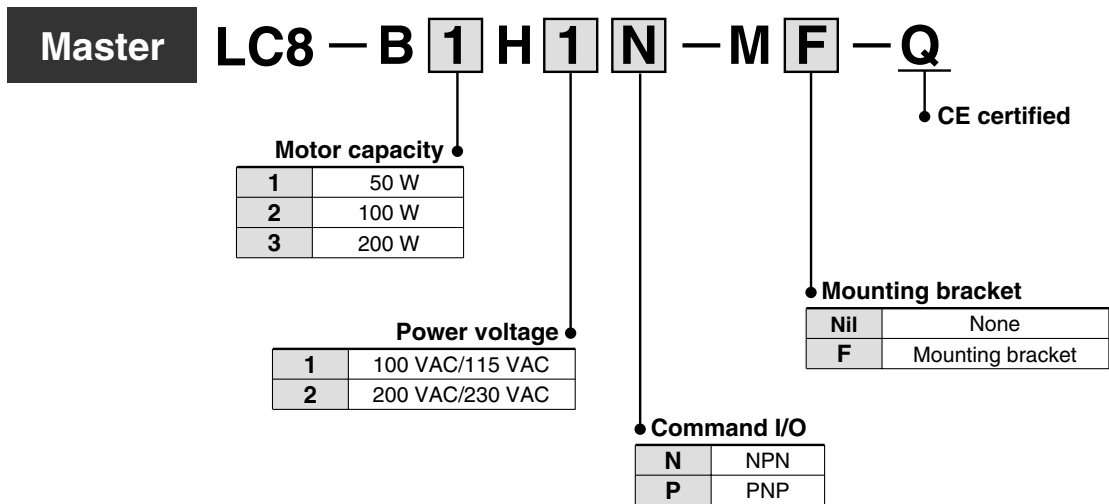 Master LC8 — B 1 H 1 N — M F — Q
CE certified
Motor capacity
1 50 W
2 100 W
3 200 W
Mounting bracket
Nil None
F Mounting bracket
Power voltage
1 100 VAC/115 VAC
2 200 VAC/230 VAC
Command I/O
N NPN
P PNP